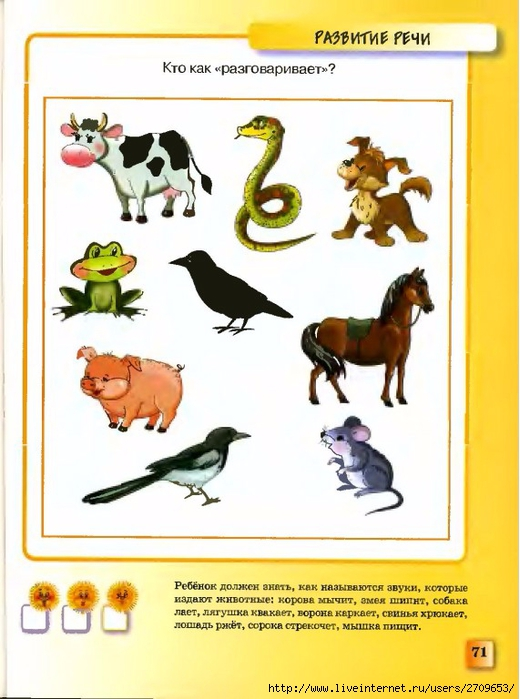 РАЗВИТИЕ РЕЧИ
Кто как «разговаривает»?
Ребёнок должен знать, как называются звуки, которые
издают животные: корова мычит, змея шипит, собака
лает, лягушка квакает, ворона каркает, свинья хрюкает,
лошадь ржёт, сорока стрекочет, мышка пищит.
71
http://www.liveinternet.ru/users/2709653/